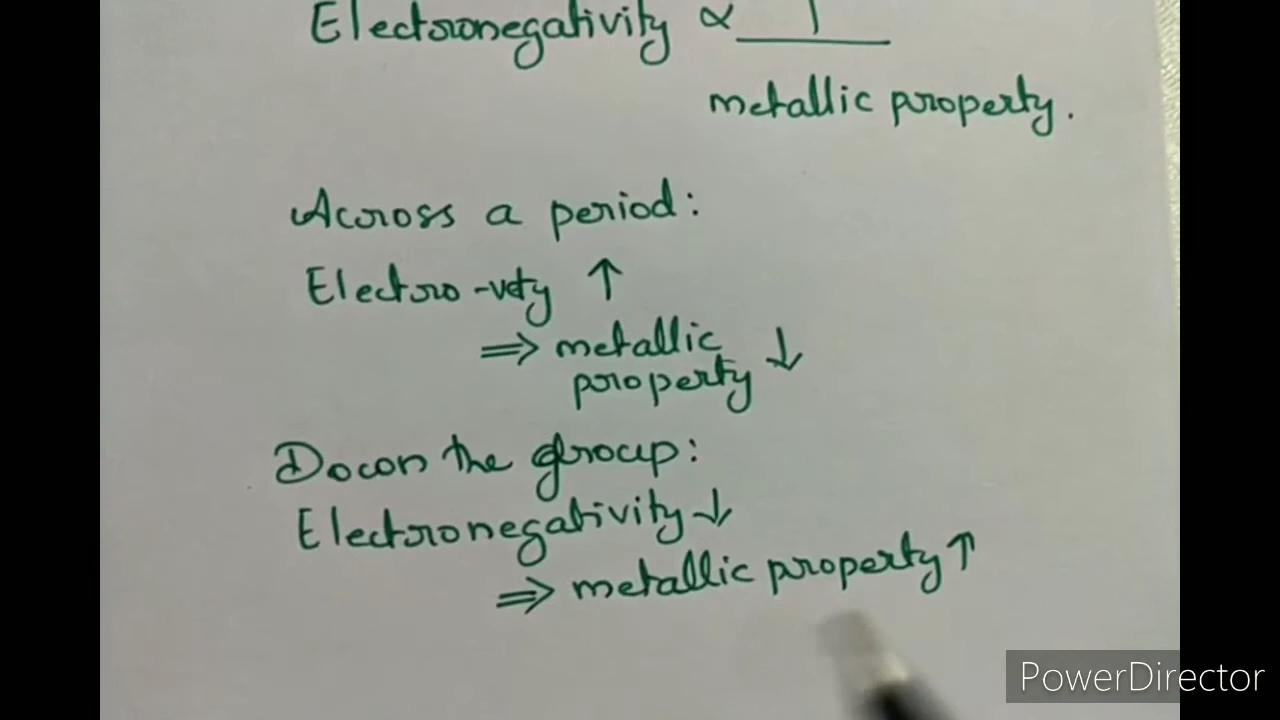 Electronegativity ∝ 1
metallic property.
Across a period:
Electro-vety ↑
⇒ metallic ↓
property
Down the group:
Electronegativity ↓
⇒ metallic property ↑
PowerDirector